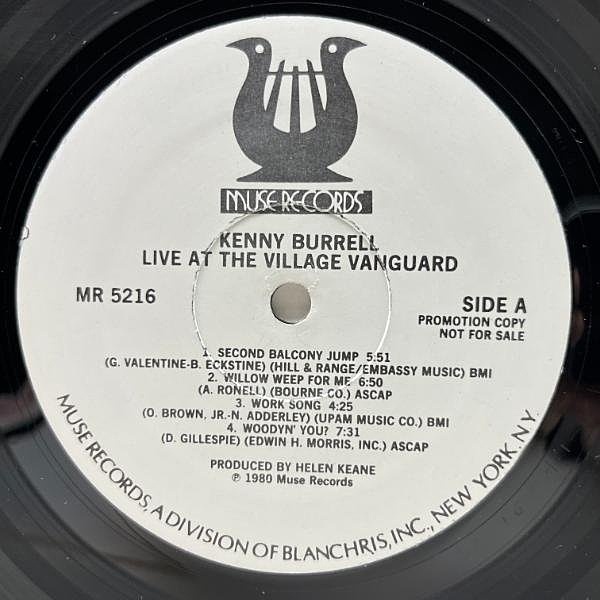 MUSE RECORDS
KENNY BURRELL
LIVE AT THE VILLAGE VANGUARD
MR 5216
SIDE A
PROMOTION COPY
NOT FOR SALE
1. SECOND BALCONY JUMP 5:51
(G. VALENTINE-B. ECKSTINE) (HILL & RANGE/EMBASSY MUSIC) BMI
2. WILLOW WEEP FOR ME 6:50
(A. RONELL) (BOURNE CO.) ASCAP
3. WORK SONG 4:25
(O. BROWN, JR.-N. ADDERLEY) (UPAM MUSIC CO.) BMI
4. WOODYN' YOU? 7:31
(D. GILLESPIE) (EDWIN H. MORRIS, INC.) ASCAP
PRODUCED BY HELEN KEANE
℗ 1980 Muse Records
MUSE RECORDS, A DIVISION OF BLANCHRIS, INC., NEW YORK, N.Y.